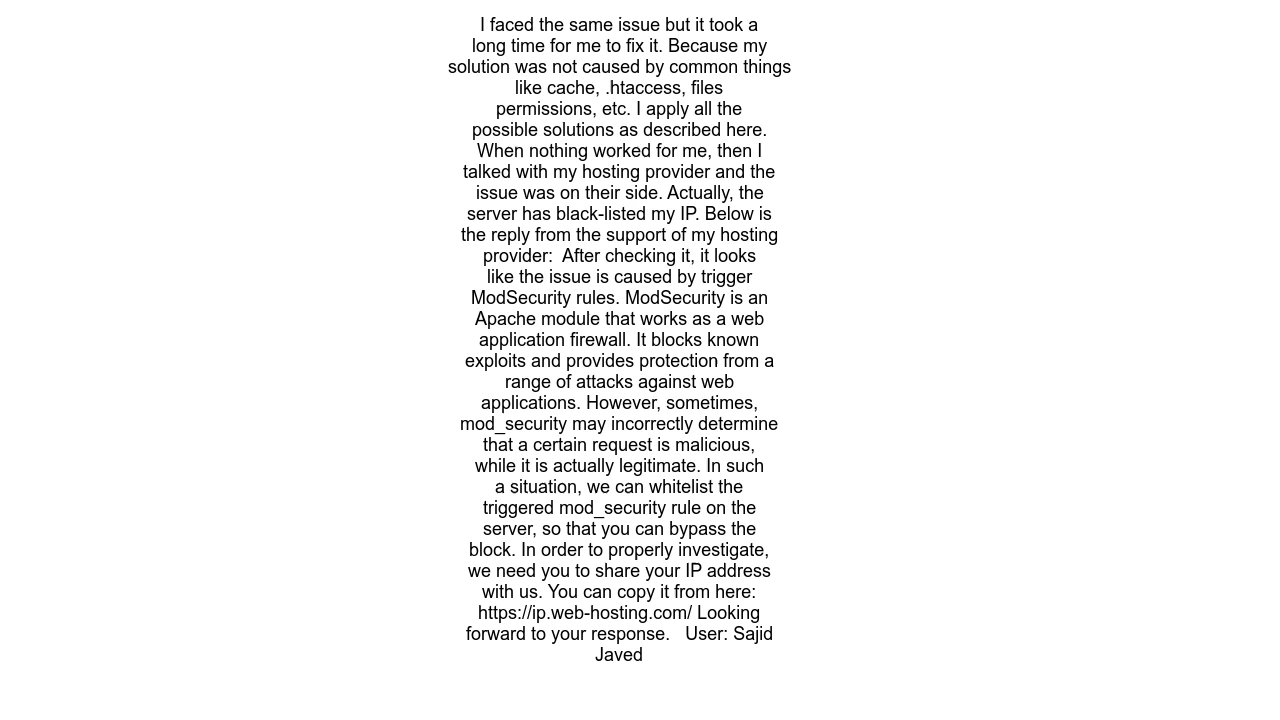 I faced the same issue but it took a
long time for me to fix it. Because my
solution was not caused by common things
like cache, .htaccess, files
permissions, etc. I apply all the
possible solutions as described here.
When nothing worked for me, then I
talked with my hosting provider and the
issue was on their side. Actually, the
server has black-listed my IP. Below is
the reply from the support of my hosting
provider:  After checking it, it looks
like the issue is caused by trigger
ModSecurity rules. ModSecurity is an
Apache module that works as a web
application firewall. It blocks known
exploits and provides protection from a
range of attacks against web
applications. However, sometimes,
mod_security may incorrectly determine
that a certain request is malicious,
while it is actually legitimate. In such
a situation, we can whitelist the
triggered mod_security rule on the
server, so that you can bypass the
block. In order to properly investigate,
we need you to share your IP address
with us. You can copy it from here:
https://ip.web-hosting.com/ Looking
forward to your response.   User: Sajid
Javed